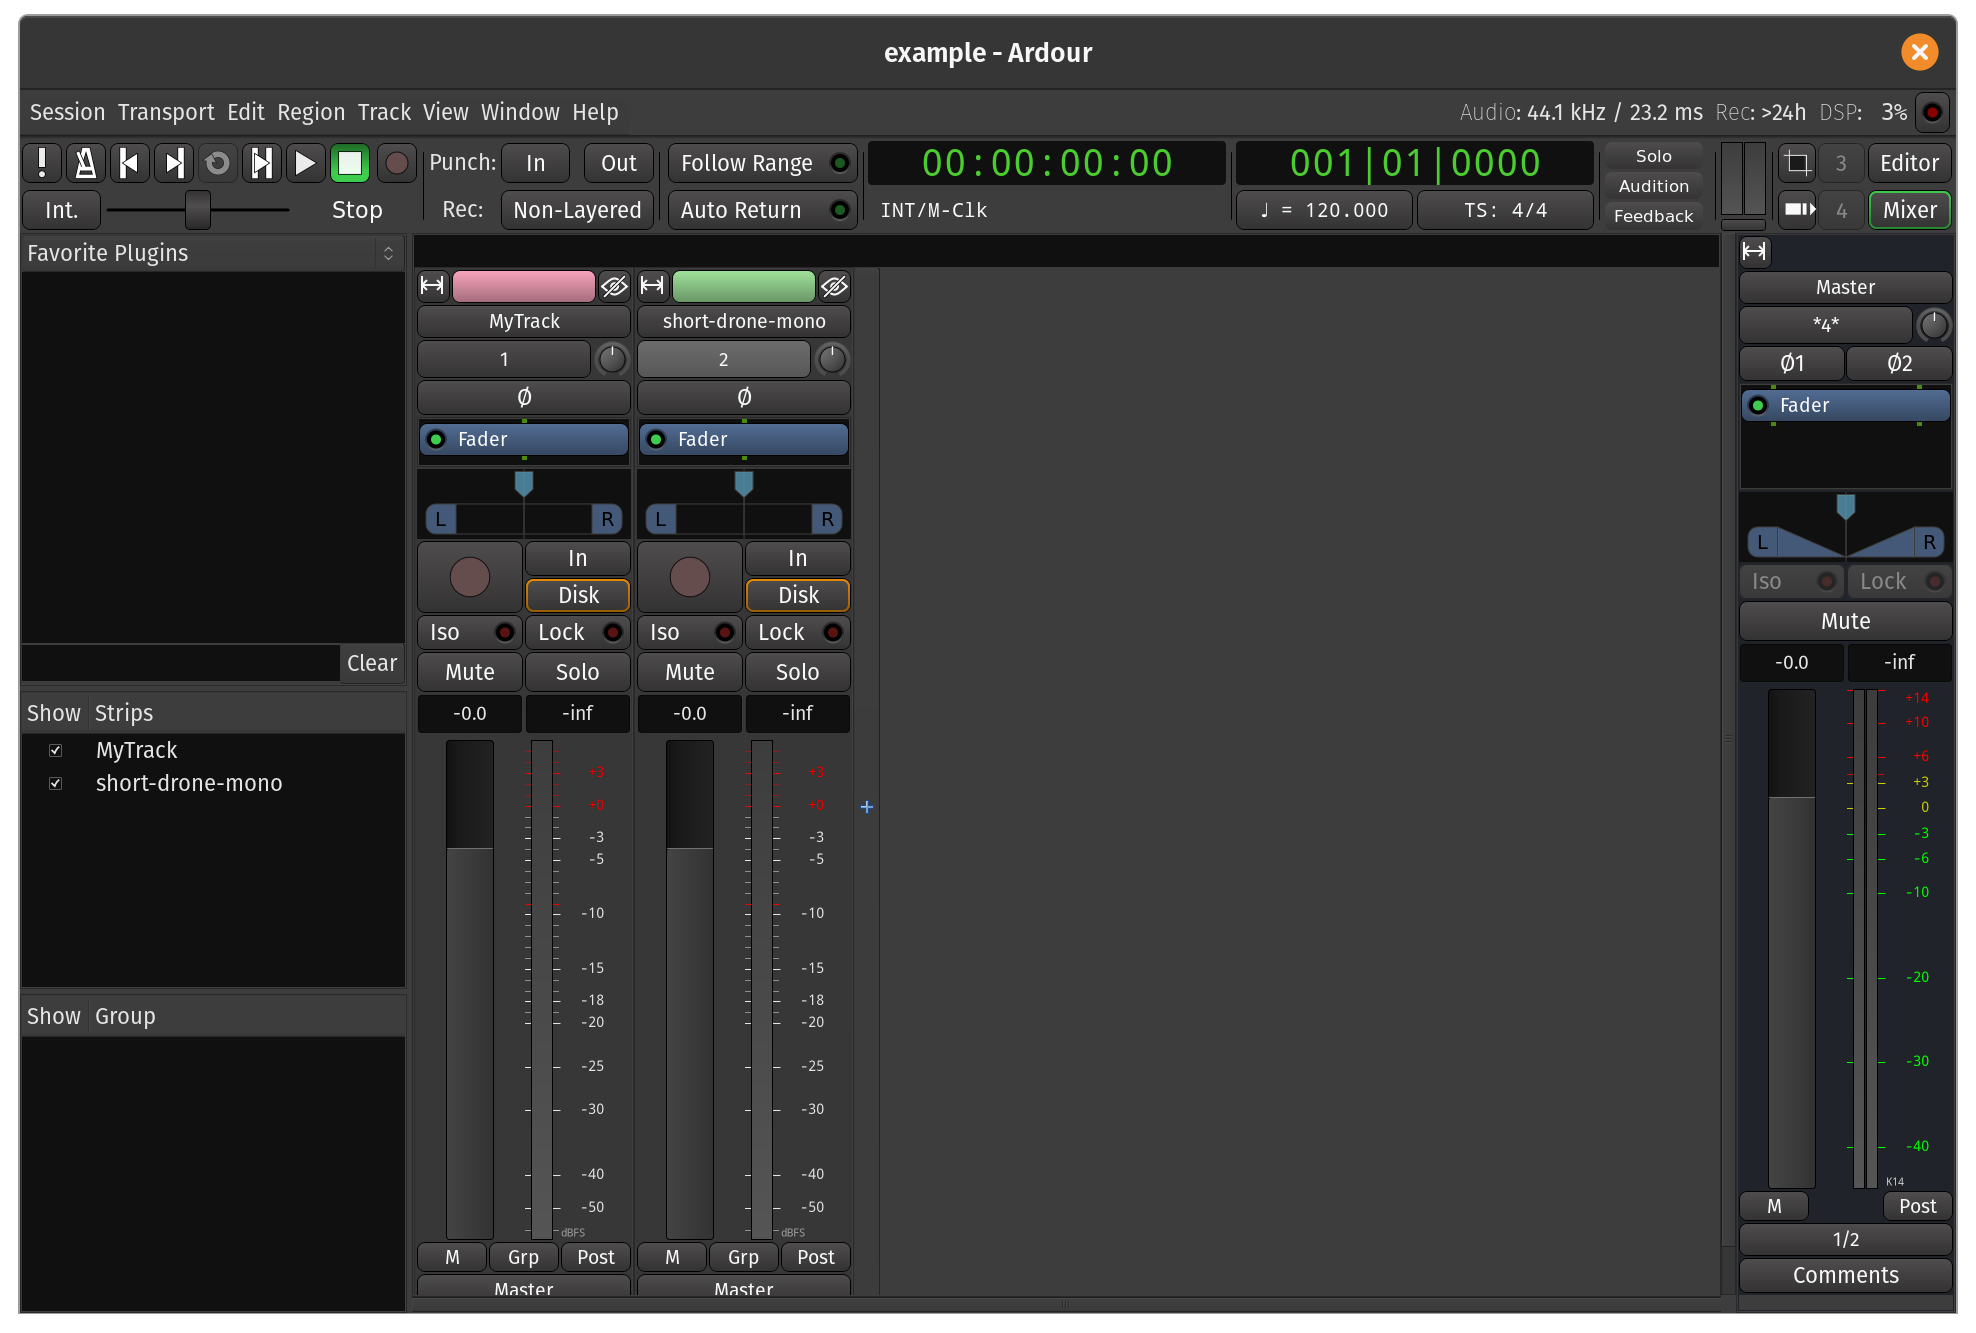 example - Ardour
Session Transport Edit Region Track View Window Help
Audio: 44.1 kHz / 23.2 ms Rec: >24h DSP: 3%
Punch: In Out
Follow Range
00:00:00:00
001|01|0000
Solo
Audition
Feedback
3
Editor
Int.
Stop
Rec: Non-Layered
Auto Return
INT/M-Clk
♩ = 120.000
TS: 4/4
4
Mixer
Favorite Plugins
Clear
Show Strips
MyTrack
short-drone-mono
Show Group
MyTrack
1
Ø
Fader
L R
In
Disk
Iso Lock
Mute Solo
-0.0 -inf
+3
+0
-3
-5
-10
-15
-18
-20
-25
-30
-40
-50
dBFS
M Grp Post
Master
short-drone-mono
2
Ø
Fader
L R
In
Disk
Iso Lock
Mute Solo
-0.0 -inf
+3
+0
-3
-5
-10
-15
-18
-20
-25
-30
-40
-50
dBFS
M Grp Post
Master
+
Master
*4*
Ø1 Ø2
Fader
L R
Iso Lock
Mute
-0.0 -inf
+14
+10
+6
+3
0
-3
-6
-10
-20
-30
-40
K14
M Post
1/2
Comments